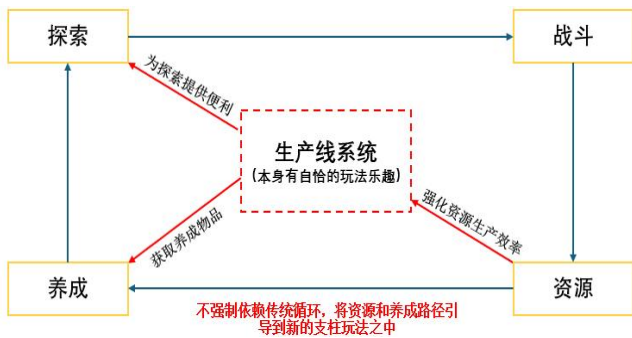 探索
战斗
为探索提供便利
生产线系统
(本身有自恰的玩法乐趣)
获取养成物品
强化资源生产效率
养成
资源
不强制依赖传统循环，将资源和养成路径引
导到新的支柱玩法之中